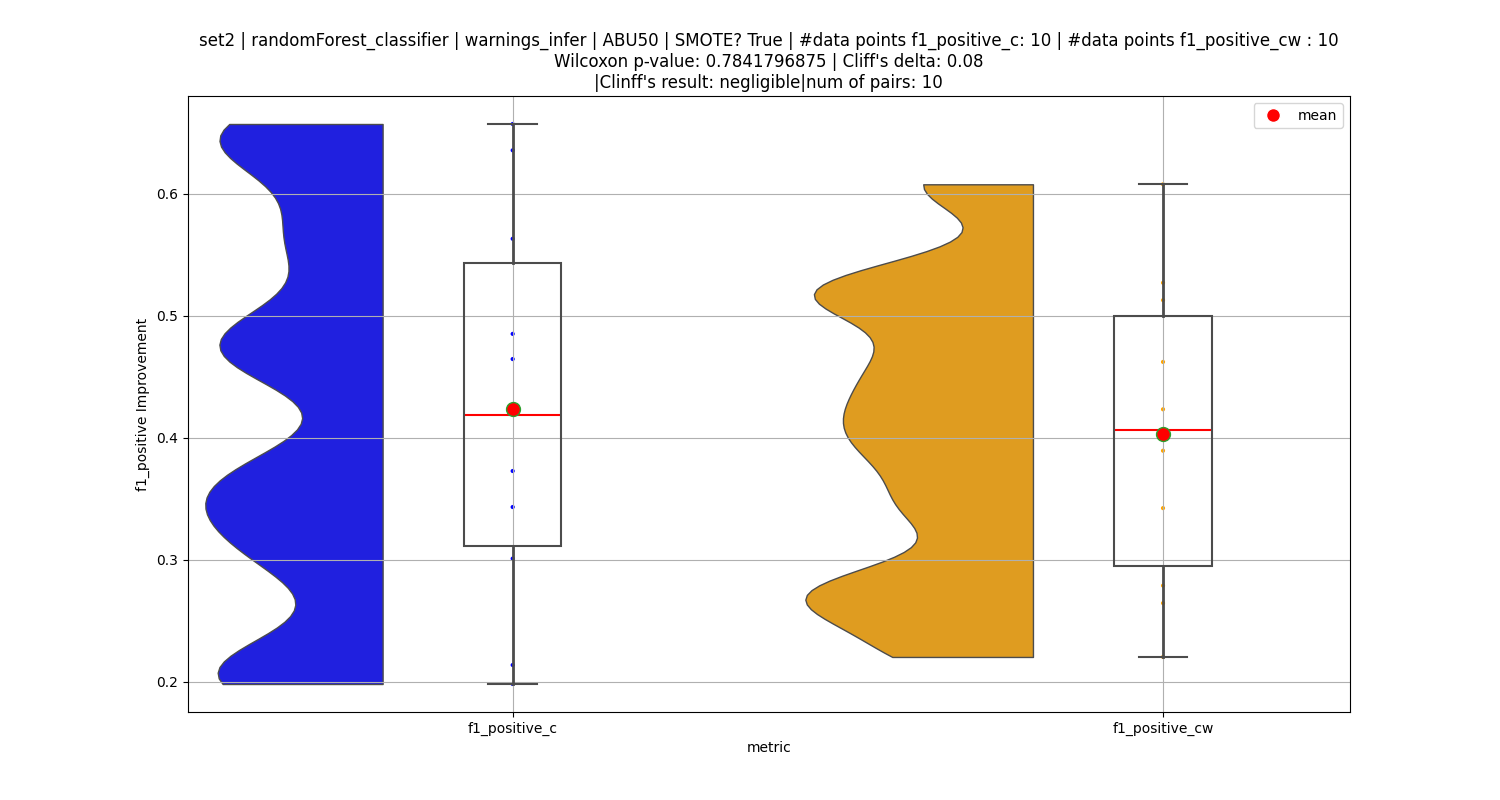 set2 | randomForest_classifier | warnings_infer | ABU50 | SMOTE? True | #data points f1_positive_c: 10 | #data points f1_positive_cw : 10
Wilcoxon p-value: 0.7841796875 | Cliff's delta: 0.08
|Clinff's result: negligible|num of pairs: 10
mean
f1_positive Improvement
0.6
0.5
0.4
0.3
0.2
f1_positive_c
f1_positive_cw
metric